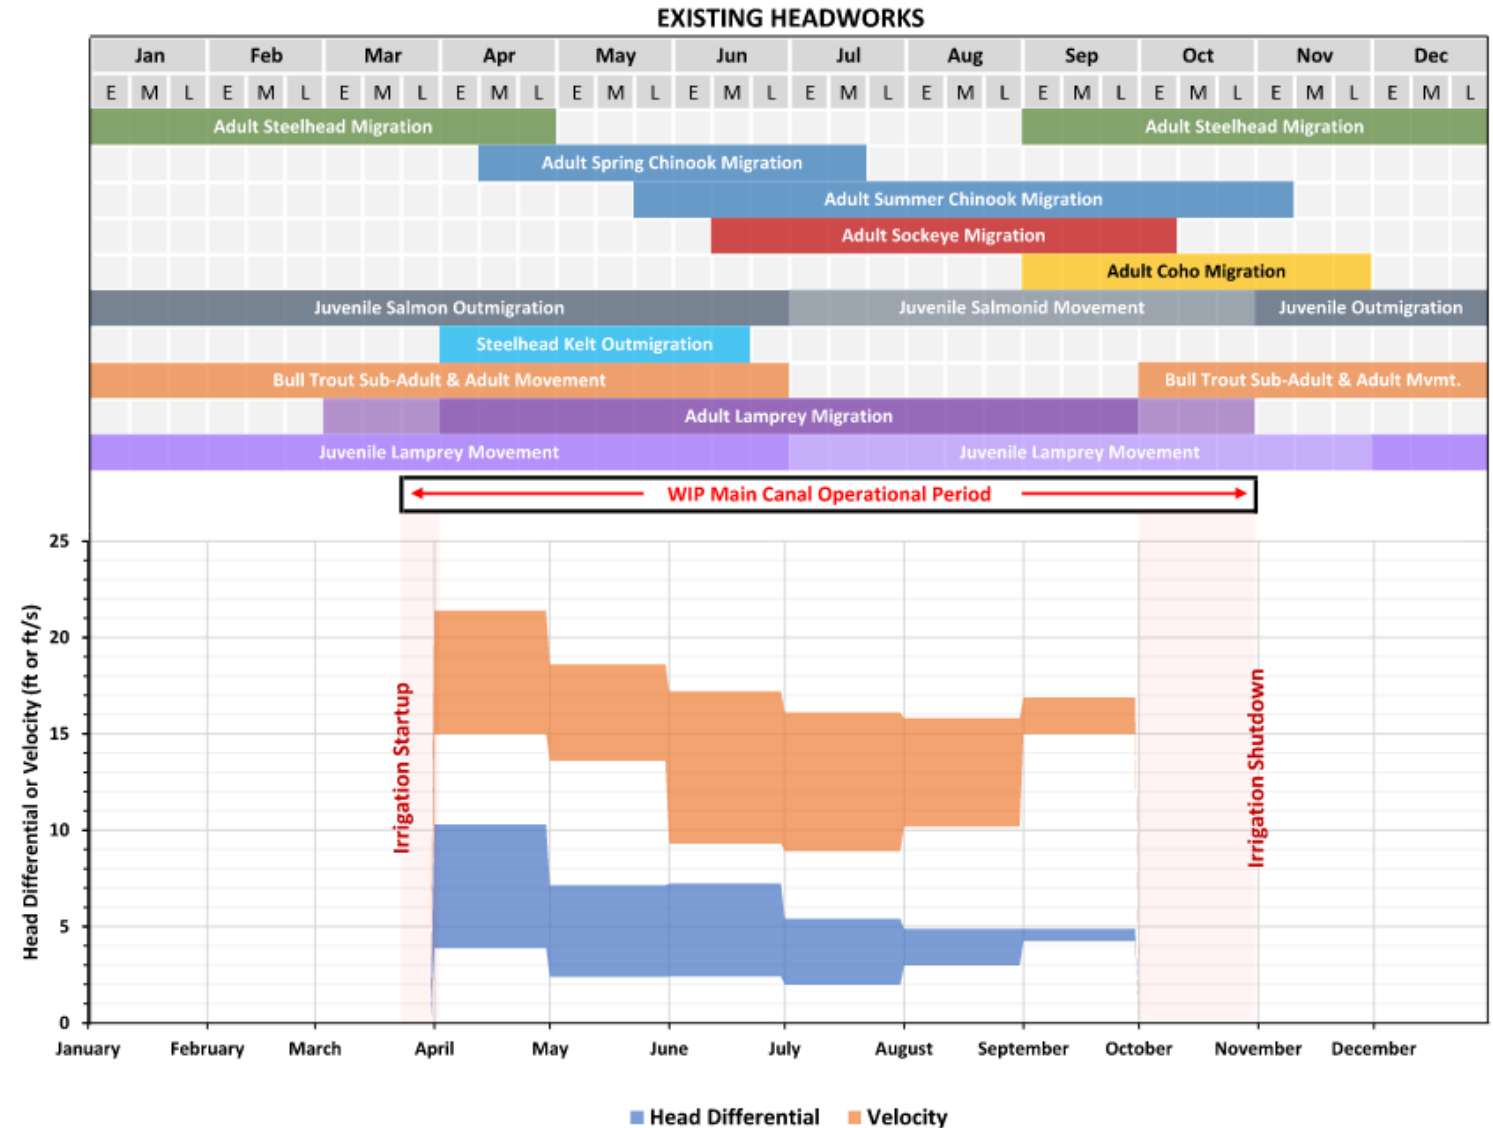 EXISTING HEADWORKS
Jan Feb Mar Apr May Jun Jul Aug Sep Oct Nov Dec
E M L E M L E M L E M L E M L E M L E M L E M L E M L E M L E M L E M L
Adult Steelhead Migration Adult Steelhead Migration
Adult Spring Chinook Migration
Adult Summer Chinook Migration
Adult Sockeye Migration
Adult Coho Migration
Juvenile Salmon Outmigration Juvenile Salmonid Movement Juvenile Outmigration
Steelhead Kelt Outmigration
Bull Trout Sub-Adult & Adult Movement Bull Trout Sub-Adult & Adult Mvmt.
Adult Lamprey Migration
Juvenile Lamprey Movement Juvenile Lamprey Movement
WIP Main Canal Operational Period
Head Differential or Velocity (ft or ft/s)
25
20
15
10
5
0
Irrigation Startup
Irrigation Shutdown
January February March April May June July August September October November December
Head Differential Velocity